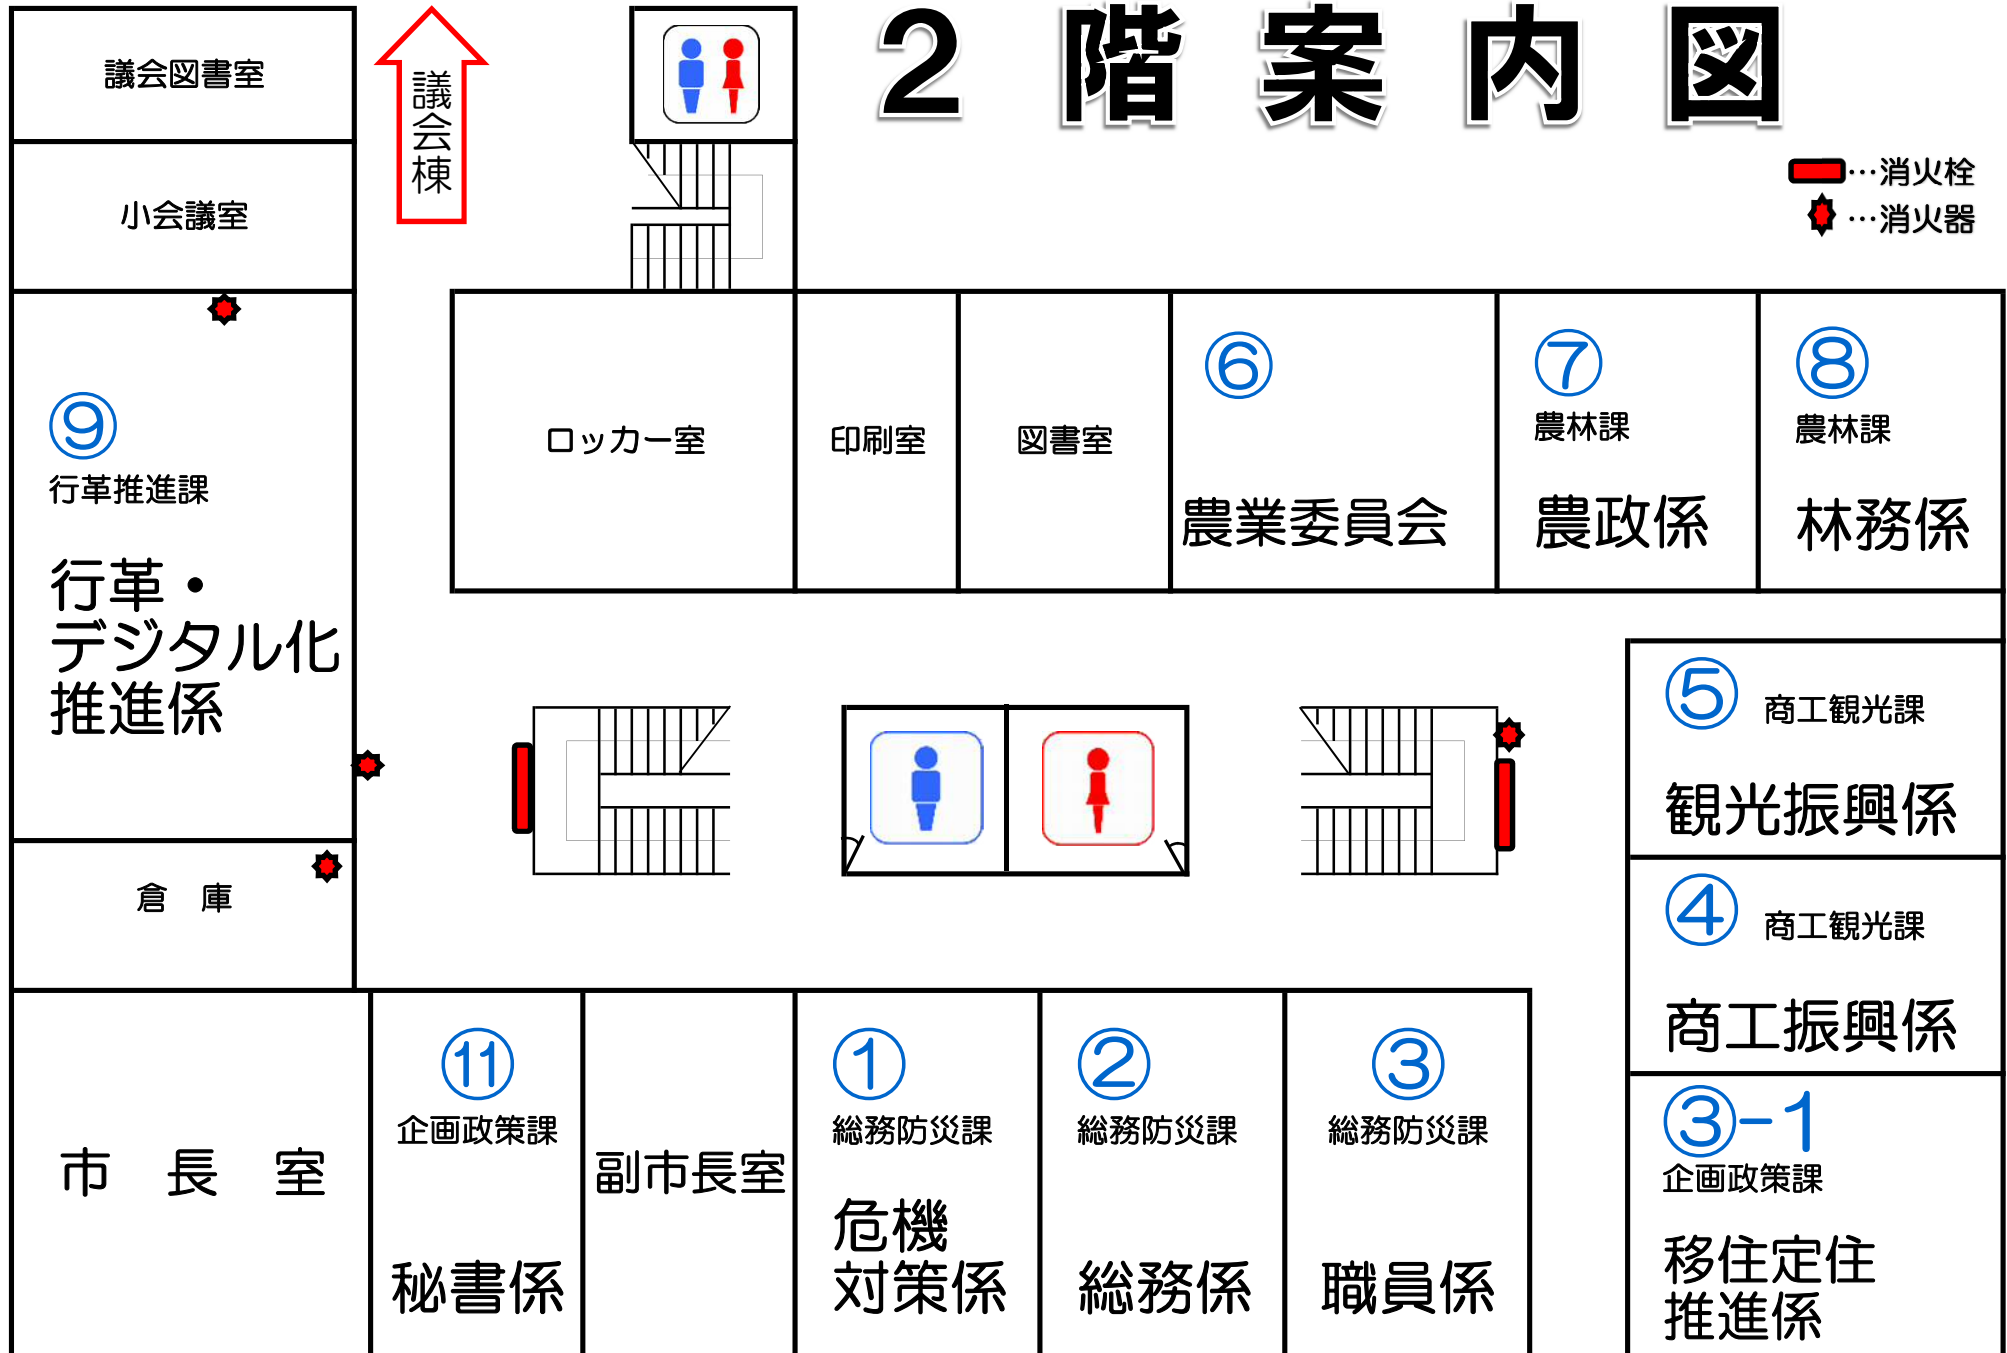 ２階案内図
…消火栓
…消火器
議会図書室
議会棟
小会議室
⑨
行革推進課
行革・
デジタル化
推進係
ロッカー室
印刷室
図書室
⑥
農業委員会
⑦
農林課
農政係
⑧
農林課
林務係
⑤ 商工観光課
観光振興係
④ 商工観光課
商工振興係
③-1
企画政策課
移住定住
推進係
倉　庫
市　長　室
⑪
企画政策課
秘書係
副市長室
①
総務防災課
危機
対策係
②
総務防災課
総務係
③
総務防災課
職員係